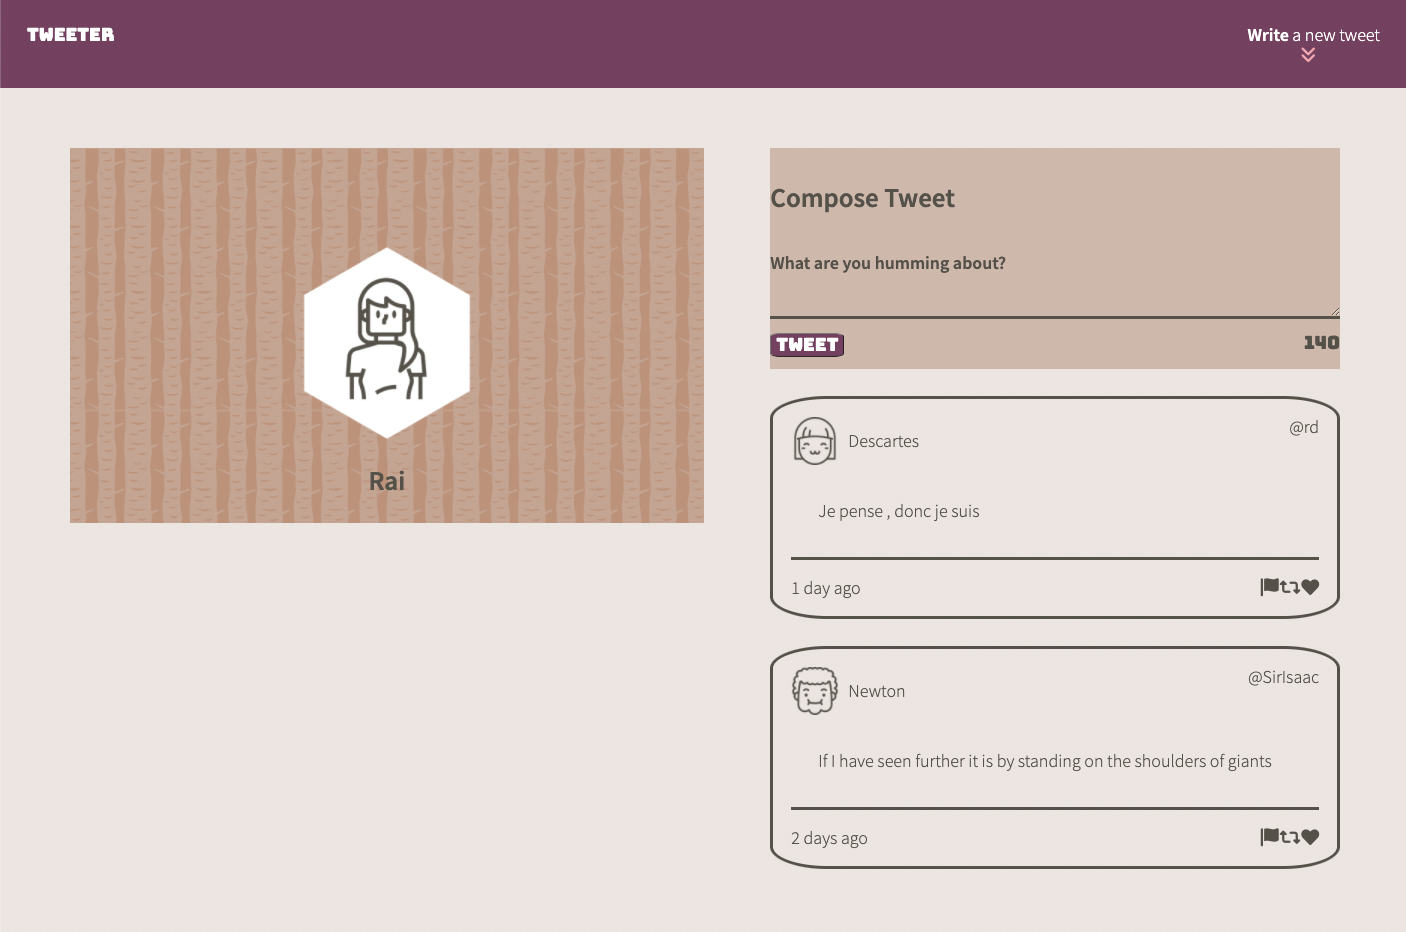 TWEETER
Write a new tweet
Rai
Compose Tweet
What are you humming about?
TWEET
140
Descartes
@rd
Je pense , donc je suis
1 day ago
Newton
@SirIsaac
If I have seen further it is by standing on the shoulders of giants
2 days ago